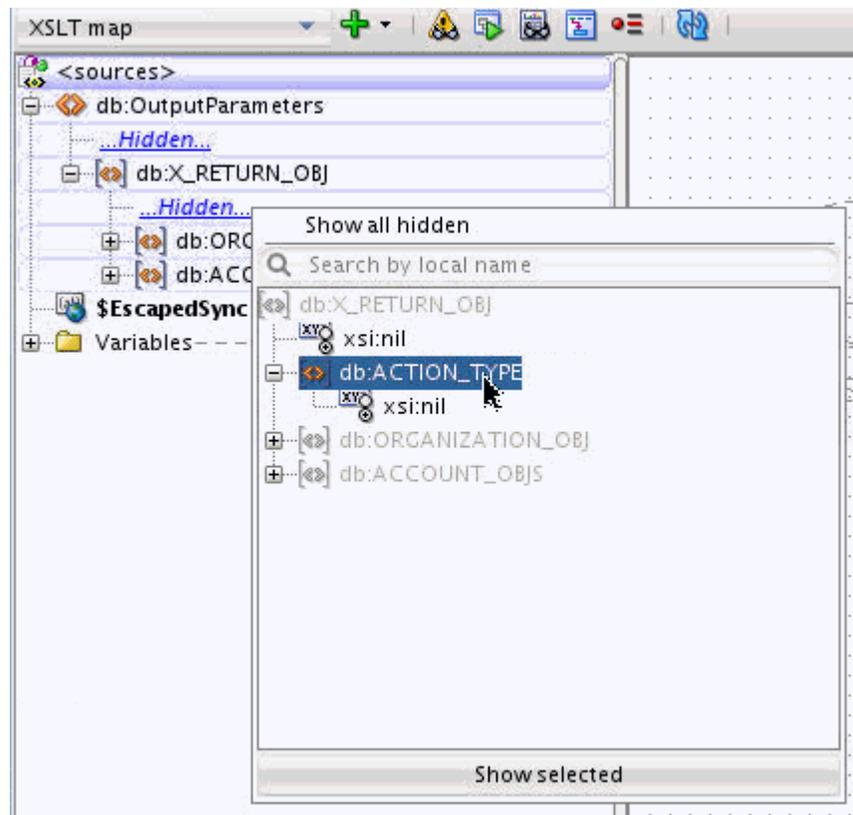 XSLT map
<sources>
db:OutputParameters
...Hidden...
db:X_RETURN_OBJ
...Hidden...
Show all hidden
db:ORG
Search by local name
db:ACC
db:X_RETURN_OBJ
$EscapedSync
xsi:nil
Variables
db:ACTION_TYPE
xsi:nil
db:ORGANIZATION_OBJ
db:ACCOUNT_OBJS
Show selected